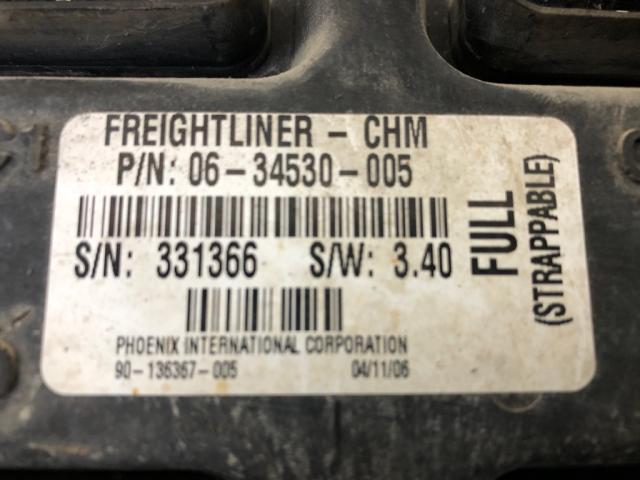 FREIGHTLINER - CHM
P/N: 06-34530-005
S/N: 331366 S/W: 3.40
PHOENIX INTERNATIONAL CORPORATION
90-136367-005 04/11/06
FULL
(STRAPPABLE)